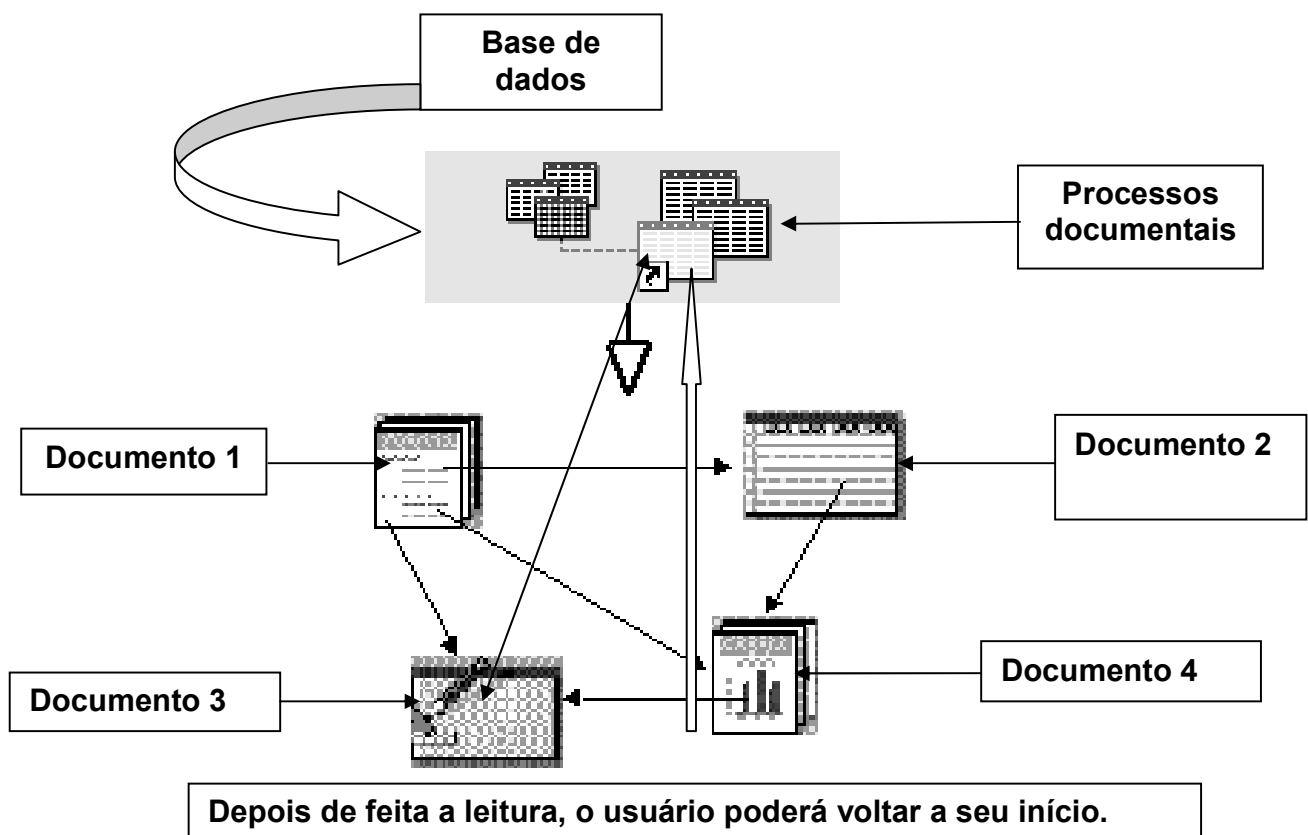 Base de
dados
Processos
documentais
Documento 1
Documento 2
Documento 3
Documento 4
Depois de feita a leitura, o usuário poderá voltar a seu início.